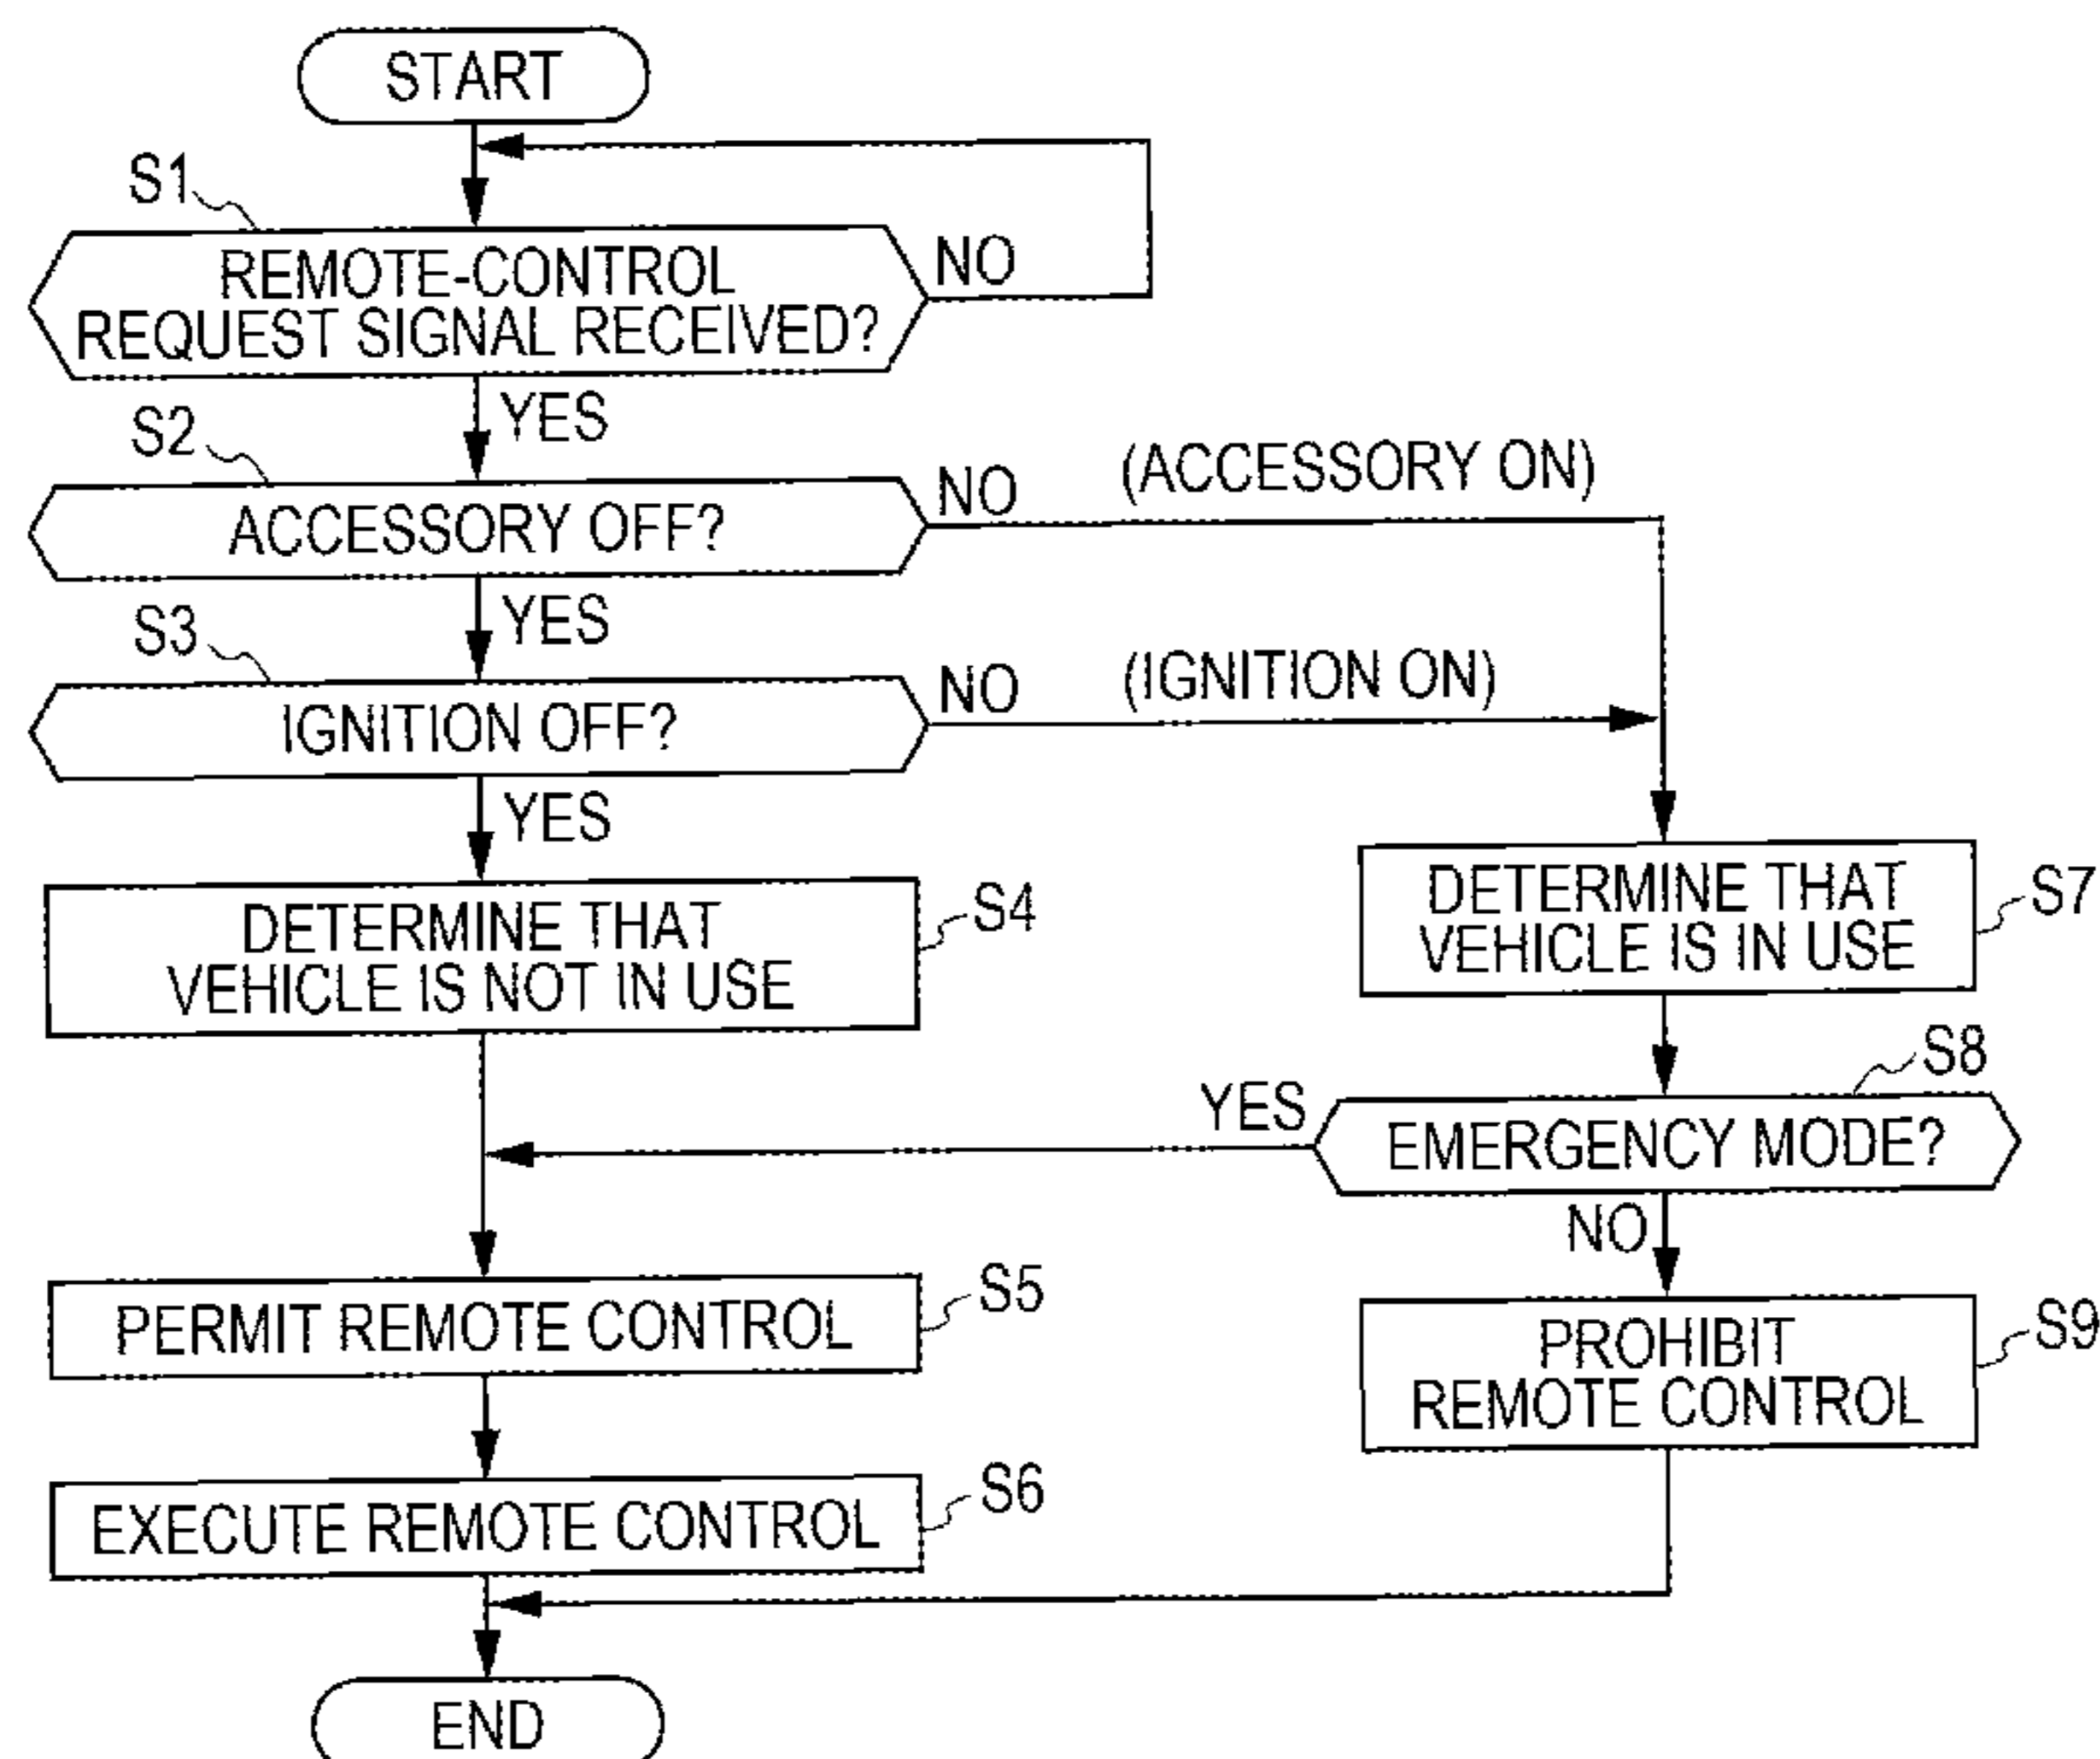 START
S1
REMOTE-CONTROL
REQUEST SIGNAL RECEIVED?
NO
YES
S2
ACCESSORY OFF?
NO
(ACCESSORY ON)
YES
S3
IGNITION OFF?
NO
(IGNITION ON)
YES
DETERMINE THAT
VEHICLE IS NOT IN USE
S4
DETERMINE THAT
VEHICLE IS IN USE
S7
S8
YES
EMERGENCY MODE?
NO
PERMIT REMOTE CONTROL
S5
PROHIBIT
REMOTE CONTROL
S9
EXECUTE REMOTE CONTROL
S6
END